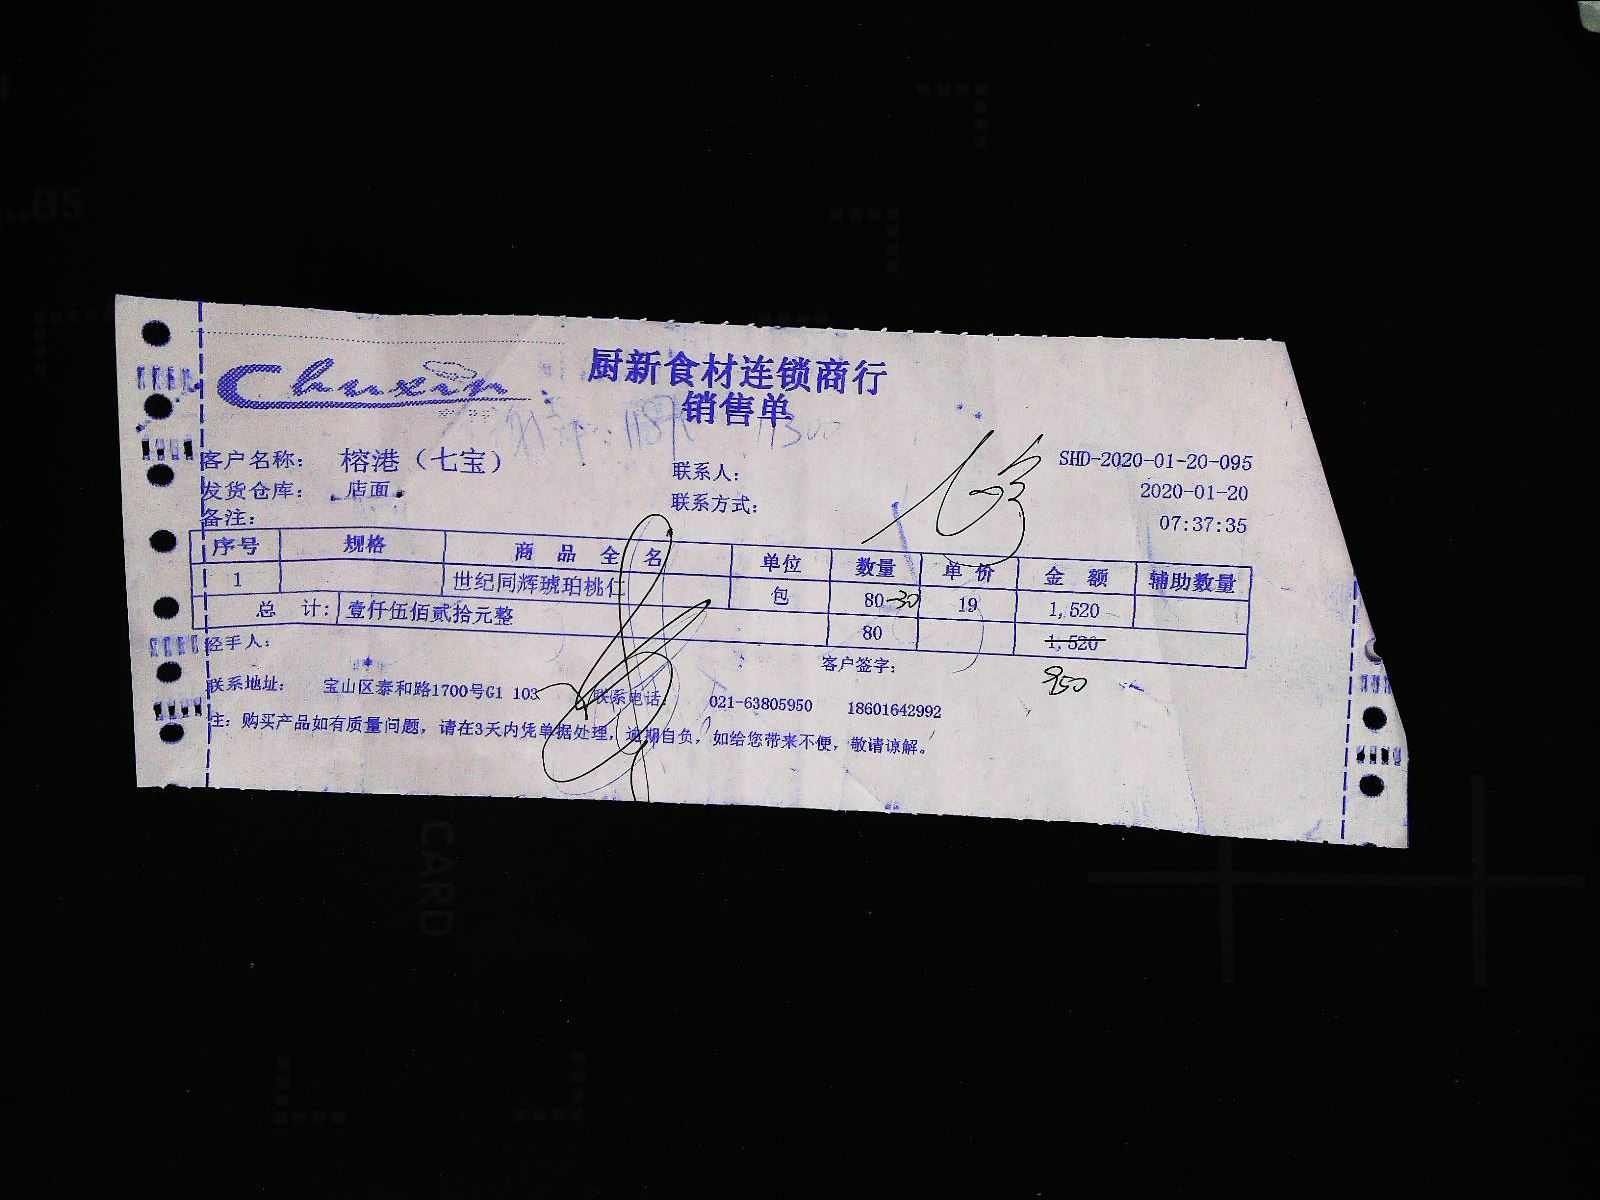 Chuxin
厨新食材连锁商行
销售单
客户名称: 榕港（七宝） 联系人: SHD-2020-01-20-095
发货仓库: 店面 联系方式: 2020-01-20
备注: 07:37:35
序号 规格 商品全名 单位 数量 单价 金额 辅助数量
1 世纪同辉琥珀桃仁 包 80-30 19 1,520
总计: 壹仟伍佰贰拾元整 80 1,520
经手人: 客户签字: 950
联系地址: 宝山区泰和路1700号G1 103 联系电话: 021-63805950 18601642992
注: 购买产品如有质量问题，请在3天内凭单据处理，逾期自负，如给您带来不便，敬请谅解。
B5
CARD